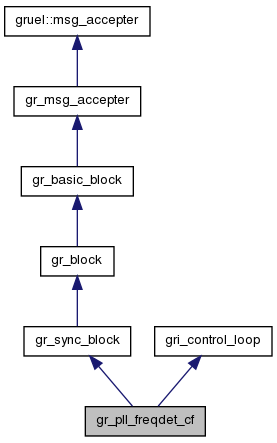 gruel::msg_accepter
gr_msg_accepter
gr_basic_block
gr_block
gr_sync_block
gri_control_loop
gr_pll_freqdet_cf